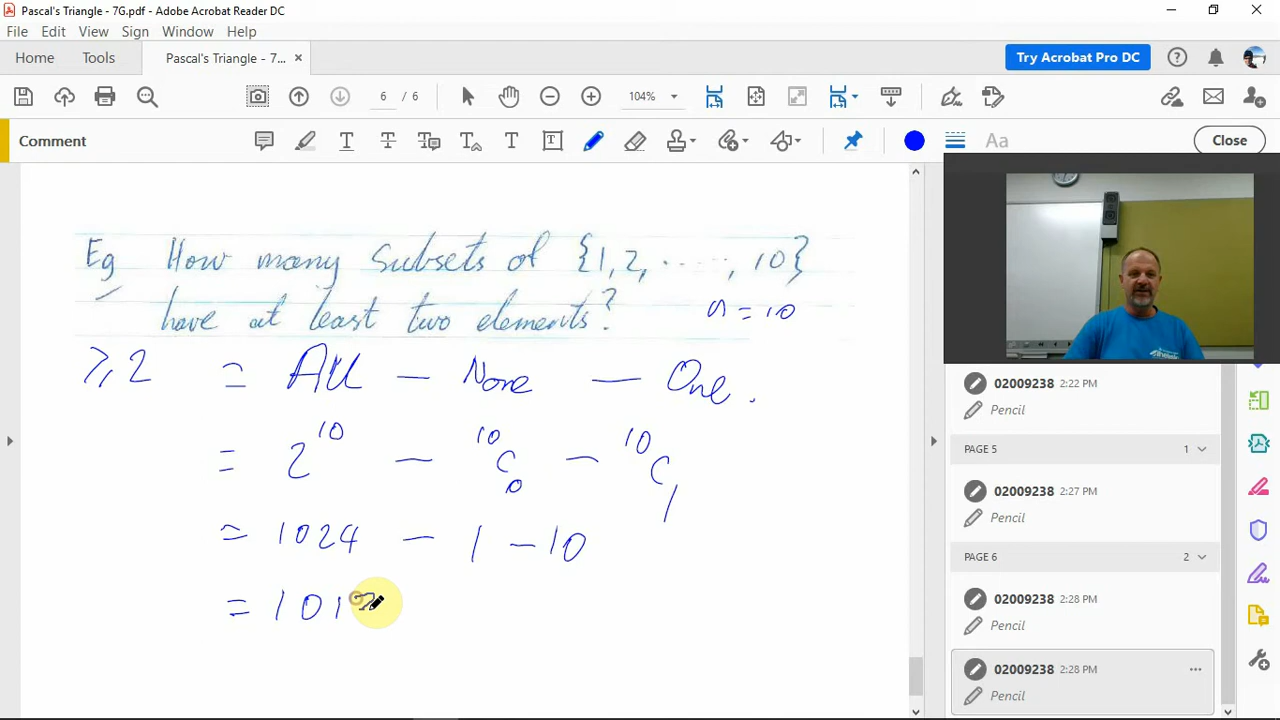 Pascal's Triangle - 7G.pdf - Adobe Acrobat Reader DC
File Edit View Sign Window Help
Home Tools Pascal's Triangle - 7... ×
Try Acrobat Pro DC
6 / 6 104%
Comment
Close
Eg How many subsets of {1, 2, ....., 10}
have at least two elements? n = 10
≥ 2 = All - None - One.
= 2^10 - ^10C_0 - ^10C_1
= 1024 - 1 - 10
= 101
02009238 2:22 PM
Pencil
PAGE 5 1
02009238 2:27 PM
Pencil
PAGE 6 2
02009238 2:28 PM
Pencil
02009238 2:28 PM
Pencil